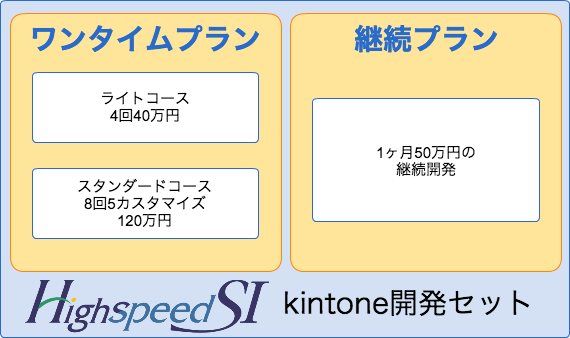 ワンタイムプラン
ライトコース
4回40万円
スタンダードコース
8回5カスタマイズ
120万円
継続プラン
1ヶ月50万円の
継続開発
HighspeedSI
kintone開発セット